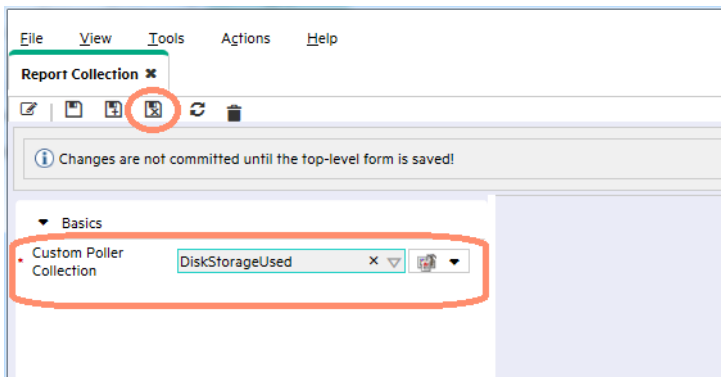 File View Tools Actions Help
Report Collection
Changes are not committed until the top-level form is saved!
Basics
Custom Poller
Collection
DiskStorageUsed